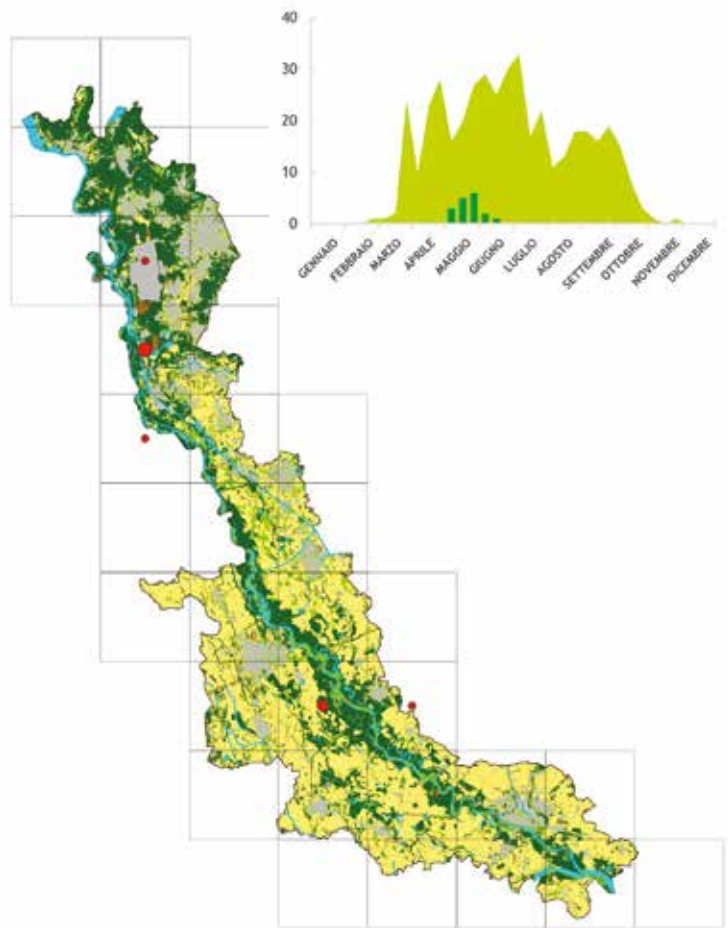 40
30
20
10
0
GENNAIO
FEBBRAIO
MARZO
APRILE
MAGGIO
GIUGNO
LUGLIO
AGOSTO
SETTEMBRE
OTTOBRE
NOVEMBRE
DICEMBRE